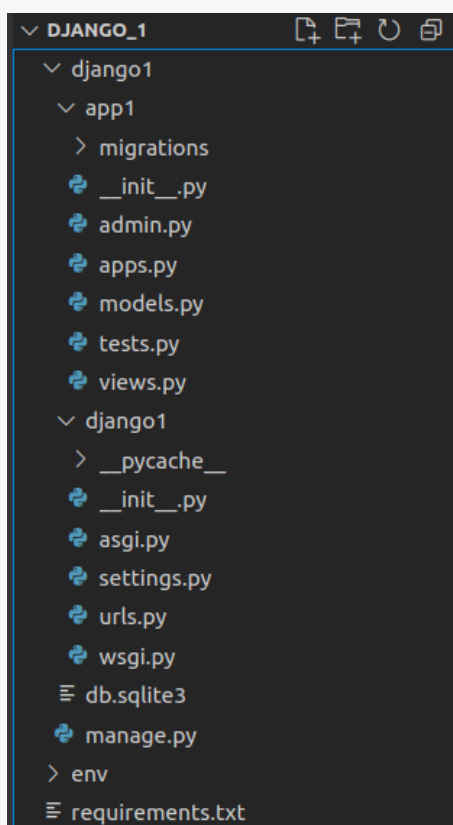 DJANGO_1
django1
app1
migrations
__init__.py
admin.py
apps.py
models.py
tests.py
views.py
django1
__pycache__
__init__.py
asgi.py
settings.py
urls.py
wsgi.py
db.sqlite3
manage.py
env
requirements.txt